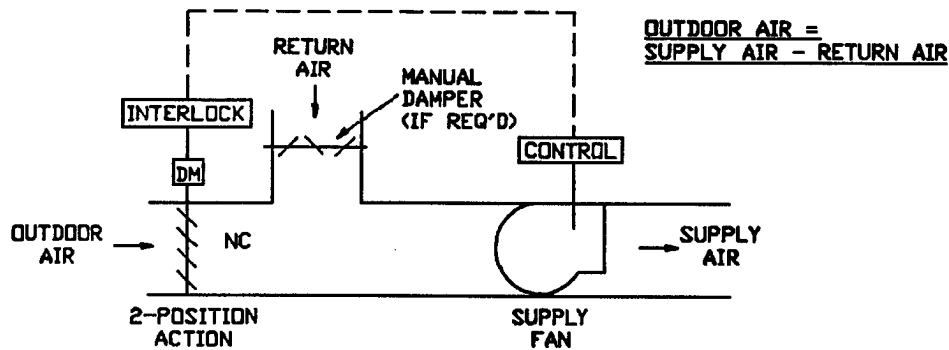 OUTDOOR AIR =
SUPPLY AIR - RETURN AIR
RETURN
AIR
MANUAL
DAMPER
(IF REQ'D)
INTERLOCK
CONTROL
DM
OUTDOOR
AIR
NC
SUPPLY
AIR
2-POSITION
ACTION
SUPPLY
FAN